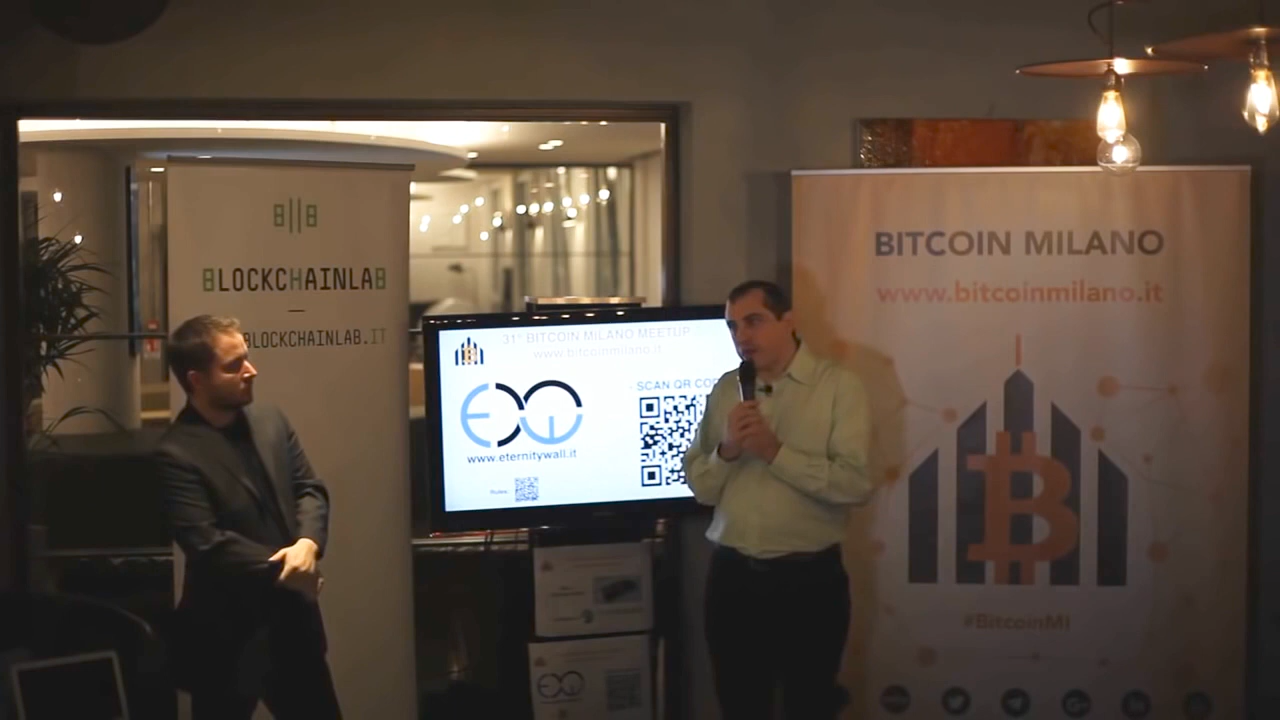 BLOCKCHAINLAB
BLOCKCHAINLAB.IT
31° BITCOIN MILANO MEETUP
www.bitcoinmilano.it
- SCAN QR
www.eternitywall.it
Rules
BITCOIN MILANO
www.bitcoinmilano.it
#BitcoinMI